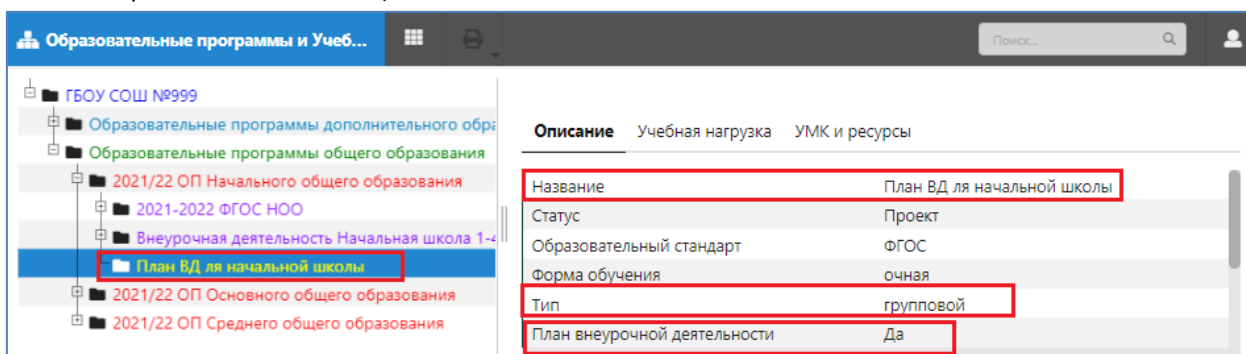 Образовательные программы и Учеб...
Поиск...
ГБОУ СОШ №999
Образовательные программы дополнительного обра
Образовательные программы общего образования
2021/22 ОП Начального общего образования
2021-2022 ФГОС НОО
Внеурочная деятельность Начальная школа 1-4
План ВД ля начальной школы
2021/22 ОП Основного общего образования
2021/22 ОП Среднего общего образования
Описание Учебная нагрузка УМК и ресурсы
Название План ВД ля начальной школы
Статус Проект
Образовательный стандарт ФГОС
Форма обучения очная
Тип групповой
План внеурочной деятельности Да